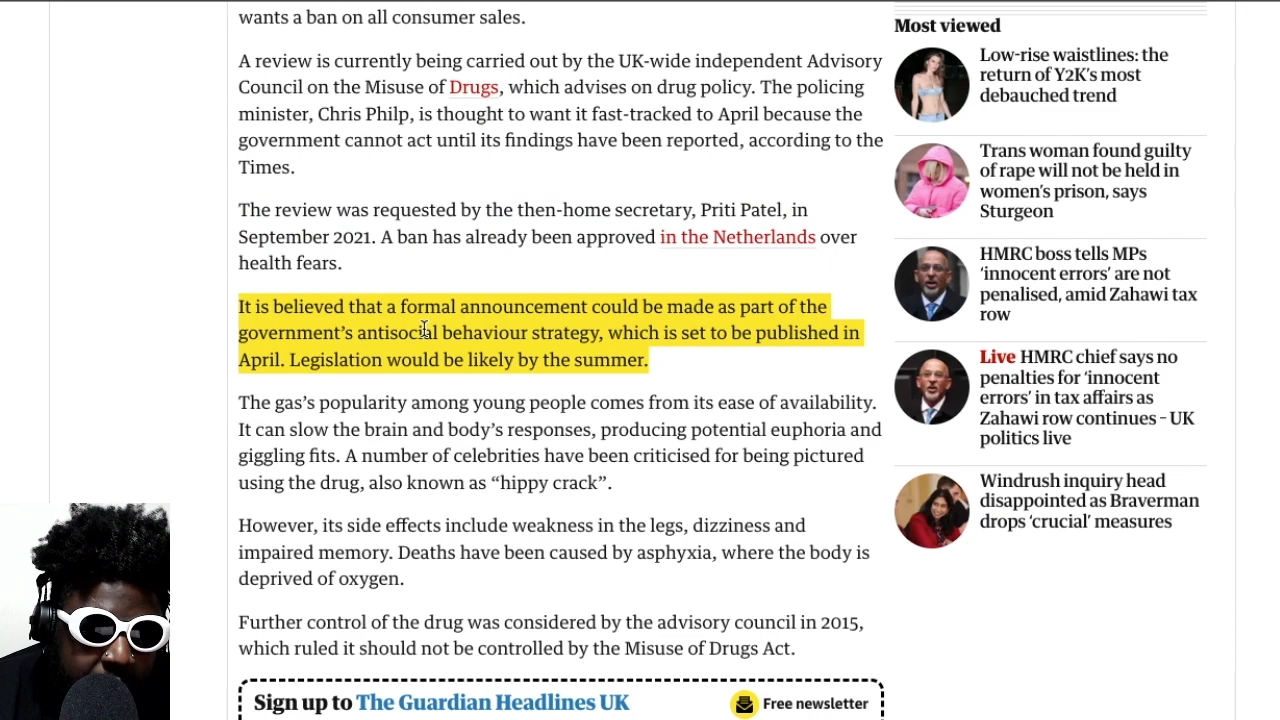 wants a ban on all consumer sales.
A review is currently being carried out by the UK-wide independent Advisory
Council on the Misuse of Drugs, which advises on drug policy. The policing
minister, Chris Philp, is thought to want it fast-tracked to April because the
government cannot act until its findings have been reported, according to the
Times.
The review was requested by the then-home secretary, Priti Patel, in
September 2021. A ban has already been approved in the Netherlands over
health fears.
It is believed that a formal announcement could be made as part of the
government’s antisocial behaviour strategy, which is set to be published in
April. Legislation would be likely by the summer.
The gas’s popularity among young people comes from its ease of availability.
It can slow the brain and body’s responses, producing potential euphoria and
giggling fits. A number of celebrities have been criticised for being pictured
using the drug, also known as “hippy crack”.
However, its side effects include weakness in the legs, dizziness and
impaired memory. Deaths have been caused by asphyxia, where the body is
deprived of oxygen.
Further control of the drug was considered by the advisory council in 2015,
which ruled it should not be controlled by the Misuse of Drugs Act.
Sign up to The Guardian Headlines UK
Free newsletter
Most viewed
Low-rise waistlines: the
return of Y2K’s most
debauched trend
Trans woman found guilty
of rape will not be held in
women’s prison, says
Sturgeon
HMRC boss tells MPs
‘innocent errors’ are not
penalised, amid Zahawi tax
row
Live HMRC chief says no
penalties for ‘innocent
errors’ in tax affairs as
Zahawi row continues – UK
politics live
Windrush inquiry head
disappointed as Braverman
drops ‘crucial’ measures